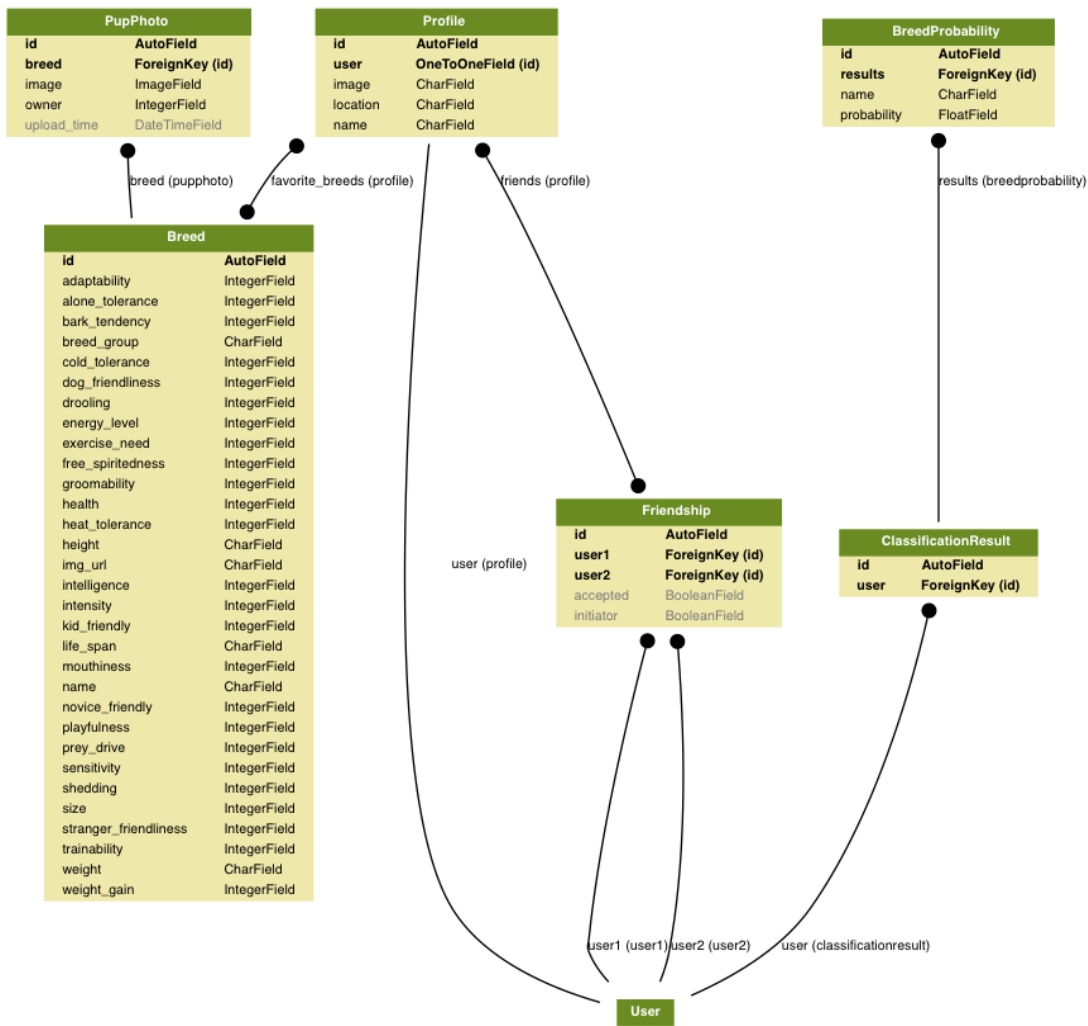 PupPhoto
id AutoField
breed ForeignKey (id)
image ImageField
owner IntegerField
upload_time DateTimeField
Profile
id AutoField
user OneToOneField (id)
image CharField
location CharField
name CharField
BreedProbability
id AutoField
results ForeignKey (id)
name CharField
probability FloatField
breed (pupphoto)
favorite_breeds (profile)
friends (profile)
results (breedprobability)
Breed
id AutoField
adaptability IntegerField
alone_tolerance IntegerField
bark_tendency IntegerField
breed_group CharField
cold_tolerance IntegerField
dog_friendliness IntegerField
drooling IntegerField
energy_level IntegerField
exercise_need IntegerField
free_spiritedness IntegerField
groomability IntegerField
health IntegerField
heat_tolerance IntegerField
height CharField
img_url CharField
intelligence IntegerField
intensity IntegerField
kid_friendly IntegerField
life_span CharField
mouthiness IntegerField
name CharField
novice_friendly IntegerField
playfulness IntegerField
prey_drive IntegerField
sensitivity IntegerField
shedding IntegerField
size IntegerField
stranger_friendliness IntegerField
trainability IntegerField
weight CharField
weight_gain IntegerField
Friendship
id AutoField
user1 ForeignKey (id)
user2 ForeignKey (id)
accepted BooleanField
initiator BooleanField
ClassificationResult
id AutoField
user ForeignKey (id)
user (profile)
user1 (user1)
user2 (user2)
user (classificationresult)
User